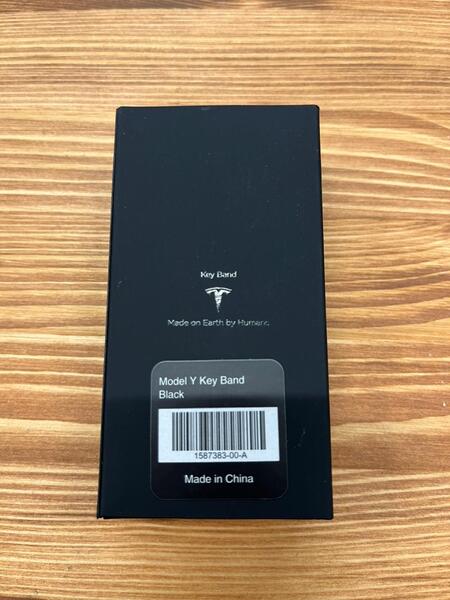 Key Band
Made on Earth by Humans
Model Y Key Band
Black
1587383-00-A
Made in China